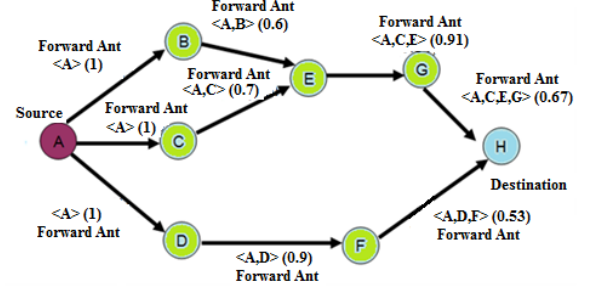 Forward Ant
<A,B> (0.6)
Forward Ant
<A> (1)
B
Forward Ant
<A,C,E> (0.91)
Forward Ant
<A,C> (0.7)
E
G
Forward Ant
<A,C,E,G> (0.67)
Source
A
Forward Ant
<A> (1)
C
H
Destination
<A> (1)
Forward Ant
D
<A,D> (0.9)
Forward Ant
F
<A,D,F> (0.53)
Forward Ant